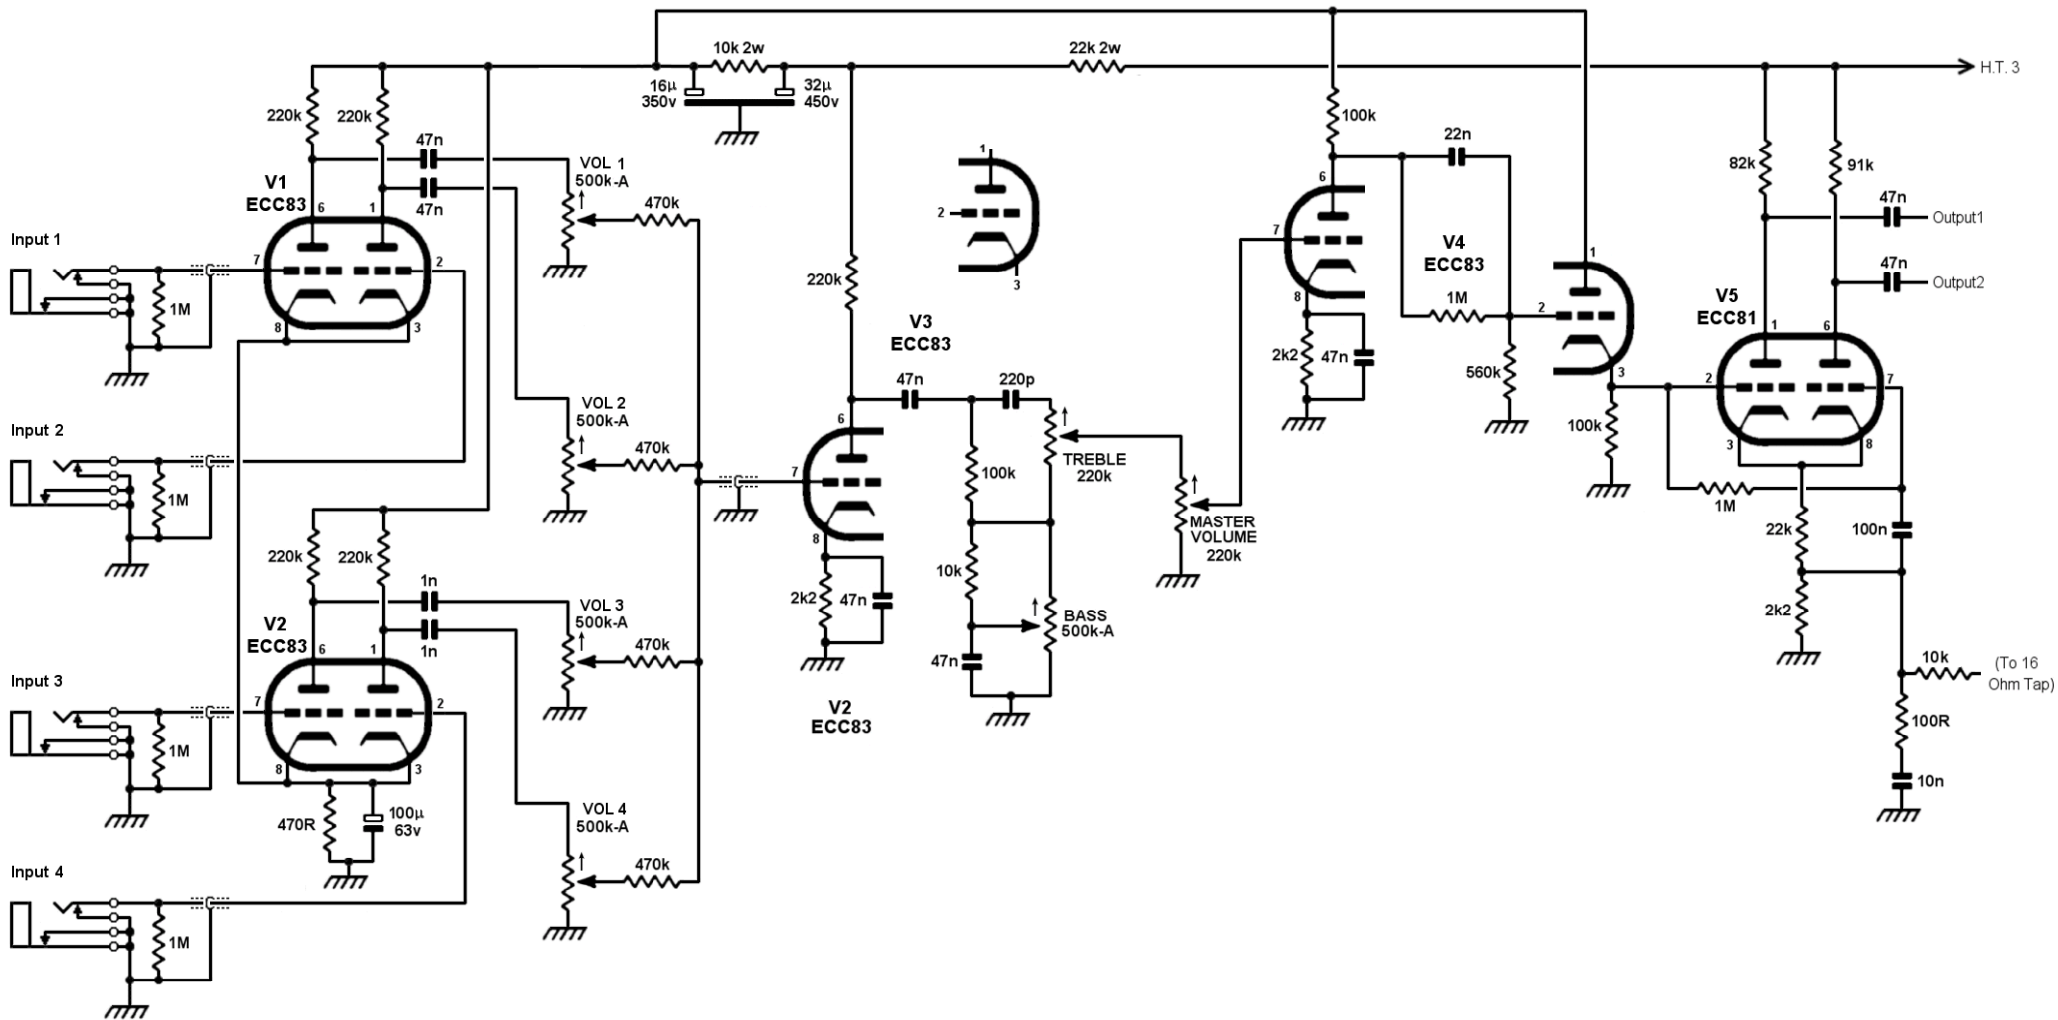 10k 2w
22k 2w
H.T. 3
16μ
350v
32μ
450v
220k
220k
47n
47n
VOL 1
500k-A
470k
V1
ECC83
6
1
7
2
8
3
Input 1
1M
Input 2
1M
VOL 2
500k-A
470k
220k
220k
1n
1n
V2
ECC83
6
1
7
2
8
3
VOL 3
500k-A
470k
Input 3
1M
470R
100μ
63v
VOL 4
500k-A
470k
Input 4
1M
1
2
3
220k
V3
ECC83
6
7
8
2k2
47n
V2
ECC83
47n
220p
100k
TREBLE
220k
10k
BASS
500k-A
47n
MASTER
VOLUME
220k
100k
22n
6
7
8
V4
ECC83
2k2
47n
1M
560k
1
2
3
100k
82k
91k
47n
Output1
47n
Output2
V5
ECC81
1
6
2
7
3
8
1M
22k
100n
2k2
10k
(To 16
Ohm Tap)
100R
10n